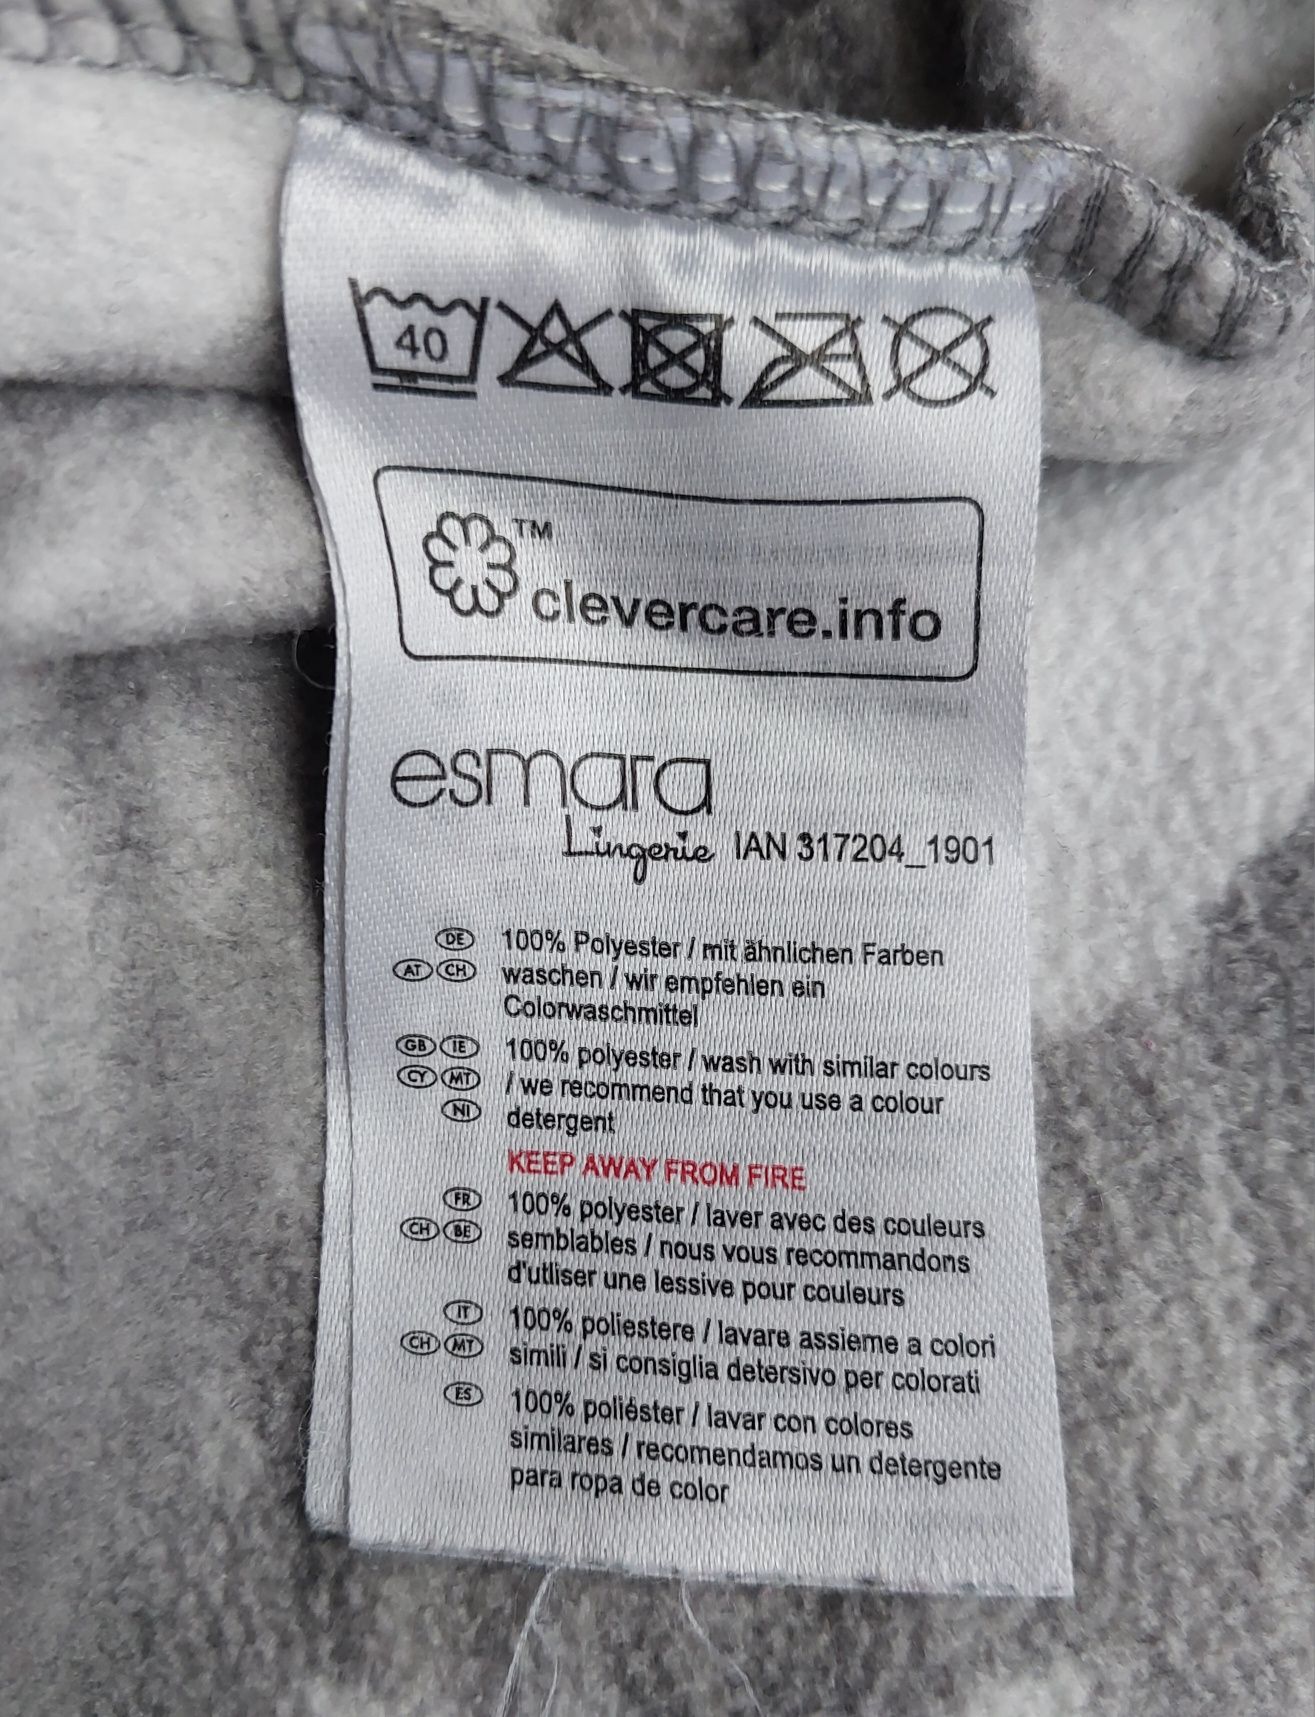 40
TM
clevercare.info
esmara
Lingerie IAN 317204_1901
DE 100% Polyester / mit ähnlichen Farben
AT CH waschen / wir empfehlen ein
Colorwaschmittel
GB IE 100% polyester / wash with similar colours
CY MT / we recommend that you use a colour
NI detergent
KEEP AWAY FROM FIRE
FR 100% polyester / laver avec des couleurs
CH BE semblables / nous vous recommandons
d'utliser une lessive pour couleurs
IT 100% poliestere / lavare assieme a colori
CH MT simili / si consiglia detersivo per colorati
ES 100% poliéster / lavar con colores
similares / recomendamos un detergente
para ropa de color